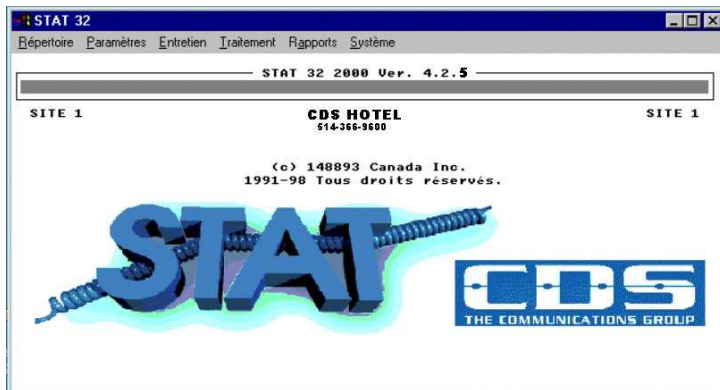 STAT 32
Répertoire Paramètres Entretien Traitement Rapports Système
STAT 32 2000 Ver. 4.2.5
SITE 1 CDS HOTEL SITE 1
514-366-9600
(c) 148893 Canada Inc.
1991-98 Tous droits réservés.
STAT
CDS
THE COMMUNICATIONS GROUP